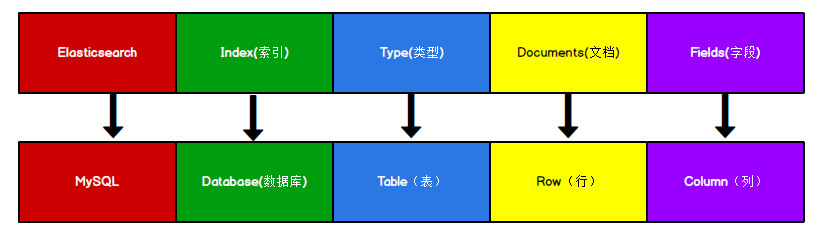 Elasticsearch
Index(索引)
Type(类型)
Documents(文档)
Fields(字段)
MySQL
Database(数据库)
Table（表）
Row（行）
Column（列）